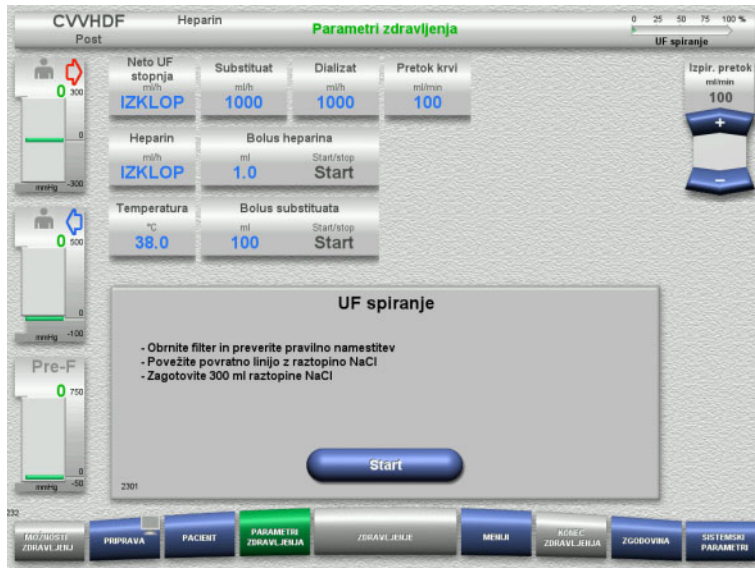 CVVHDF
Heparin
Post
Parametri zdravljenja
0 25 50 75 100 %
UF spiranje
0 300
0
mmHg -300
Neto UF
stopnja
ml/h
IZKLOP
Substituat
ml/h
1000
Dializat
ml/h
1000
Pretok krvi
ml/min
100
Izpir. pretok
ml/min
100
+
–
Heparin
ml/h
IZKLOP
Bolus heparina
ml Start/stop
1.0 Start
Temperatura
°C
38.0
Bolus substituata
ml Start/stop
100 Start
0 500
0
mmHg -100
Pre-F
0 750
0
mmHg -50
UF spiranje
- Obrnite filter in preverite pravilno namestitev
- Povežite povratno linijo z raztopino NaCl
- Zagotovite 300 ml raztopine NaCl
Start
2301
232
MOŽNOSTI
ZDRAVLJENJ
PRIPRAVA
PACIENT
PARAMETRI
ZDRAVLJENJA
ZDRAVLJENJE
MENIJI
KONEC
ZDRAVLJENJA
ZGODOVINA
SISTEMSKI
PARAMETRI